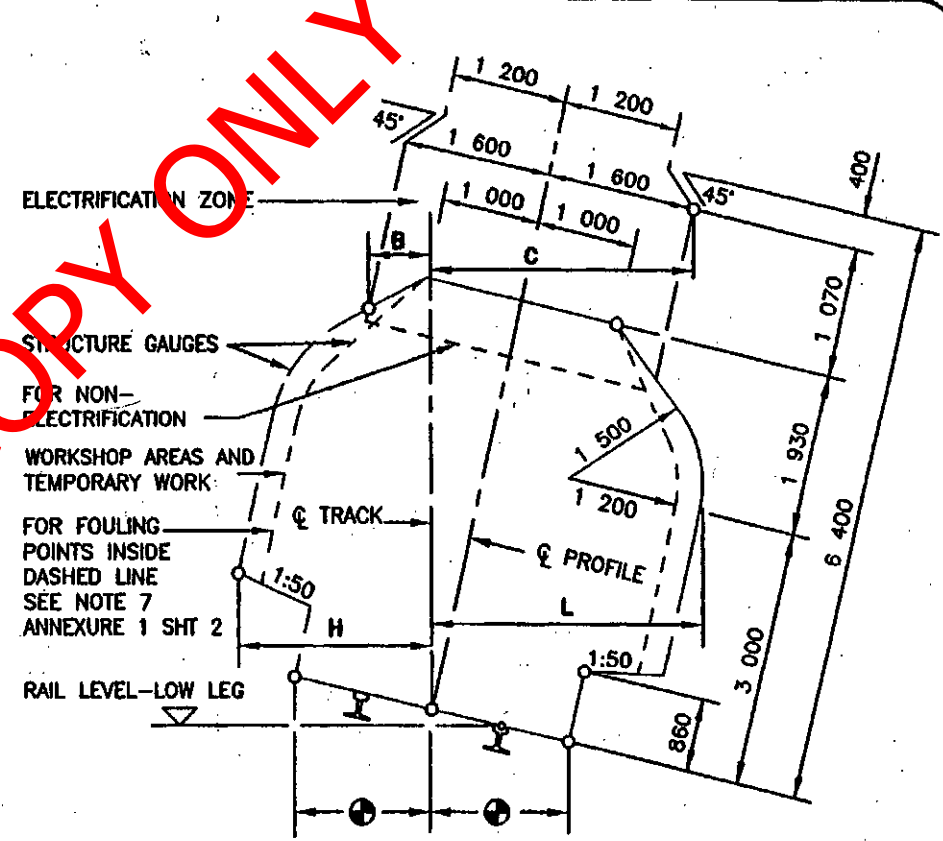 COPY ONLY
1 200
1 200
45°
1 600
1 600
400
45°
ELECTRIFICATION ZONE
1 000
1 000
B
C
1 070
STRUCTURE GAUGES
FOR NON-
ELECTRIFICATION
1 500
1 930
WORKSHOP AREAS AND
TEMPORARY WORK
1 200
6 400
℄ TRACK
FOR FOULING
POINTS INSIDE
DASHED LINE
SEE NOTE 7
ANNEXURE 1 SHT 2
℄ PROFILE
1:50
H
L
3 000
1:50
RAIL LEVEL-LOW LEG
860